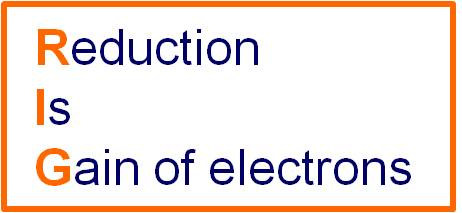 Reduction
Is
Gain of electrons